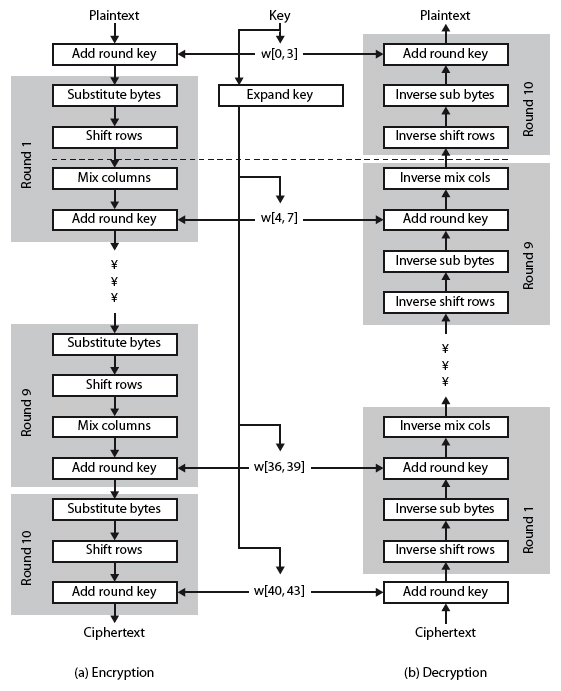 Plaintext
Key
Plaintext
Add round key
w[0, 3]
Add round key
Substitute bytes
Expand key
Inverse sub bytes
Round 10
Shift rows
Inverse shift rows
Round 1
Mix columns
Inverse mix cols
Add round key
w[4, 7]
Add round key
Inverse sub bytes
Round 9
Inverse shift rows
¥
¥
¥
¥
¥
¥
Substitute bytes
Shift rows
Round 9
Mix columns
Inverse mix cols
Add round key
w[36, 39]
Add round key
Substitute bytes
Inverse sub bytes
Round 1
Shift rows
Inverse shift rows
Round 10
Add round key
w[40, 43]
Add round key
Ciphertext
Ciphertext
(a) Encryption
(b) Decryption